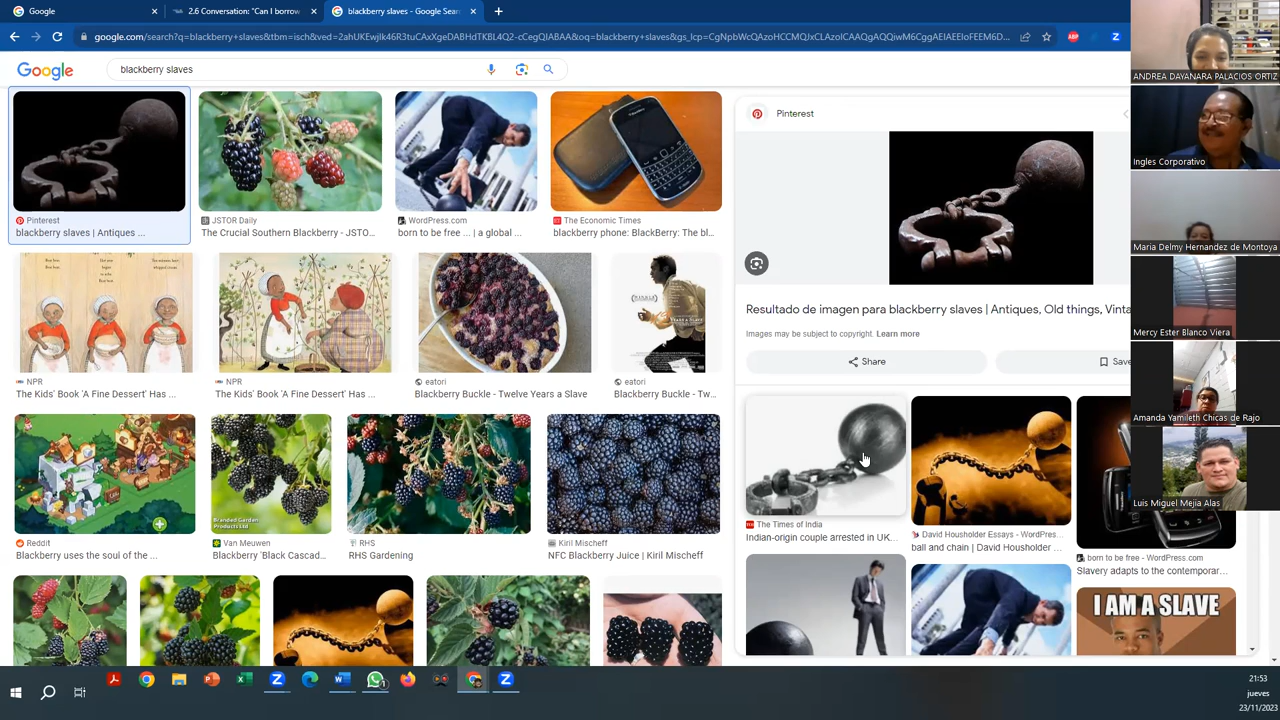 Google
2.6 Conversation: "Can I borrow
blackberry slaves - Google Sear
google.com/search?q=blackberry+slaves&tbm=isch&ved=2ahUKEwjIk46R3tuCAxXgeDABHdTKBL4Q2-cCegQIABAA&oq=blackberry+slaves&gs_lcp=CgNpbWcQAzoHCCMQJxCLAzoICAAQgAQQiwM6CggAEIAEEIoFEEM6D...
Google
blackberry slaves
Pinterest
Pinterest
blackberry slaves | Antiques ...
JSTOR Daily
The Crucial Southern Blackberry - JSTO...
WordPress.com
born to be free ... | a global ...
The Economic Times
blackberry phone: BlackBerry: The bl...
Resultado de imagen para blackberry slaves | Antiques, Old things, Vinta
Images may be subject to copyright. Learn more
Share
Save
NPR
The Kids' Book 'A Fine Dessert' Has ...
NPR
The Kids' Book 'A Fine Dessert' Has ...
eatori
Blackberry Buckle - Twelve Years a Slave
eatori
Blackberry Buckle - Tw...
Reddit
Blackberry uses the soul of the ...
Branded Garden
Products Ltd
Van Meuwen
Blackberry 'Black Cascad...
RHS
RHS Gardening
Kiril Mischeff
NFC Blackberry Juice | Kiril Mischeff
The Times of India
Indian-origin couple arrested in UK...
David Householder Essays - WordPres...
ball and chain | David Housholder ...
born to be free - WordPress.com
Slavery adapts to the contemporar...
I AM A SLAVE
ANDREA DAYANARA PALACIOS ORTIZ
Ingles Corporativo
Maria Delmy Hernandez de Montoya
Mercy Ester Blanco Viera
Amanda Yamileth Chicas de Rajo
Luis Miguel Mejia Alas
21:53
jueves
23/11/2023